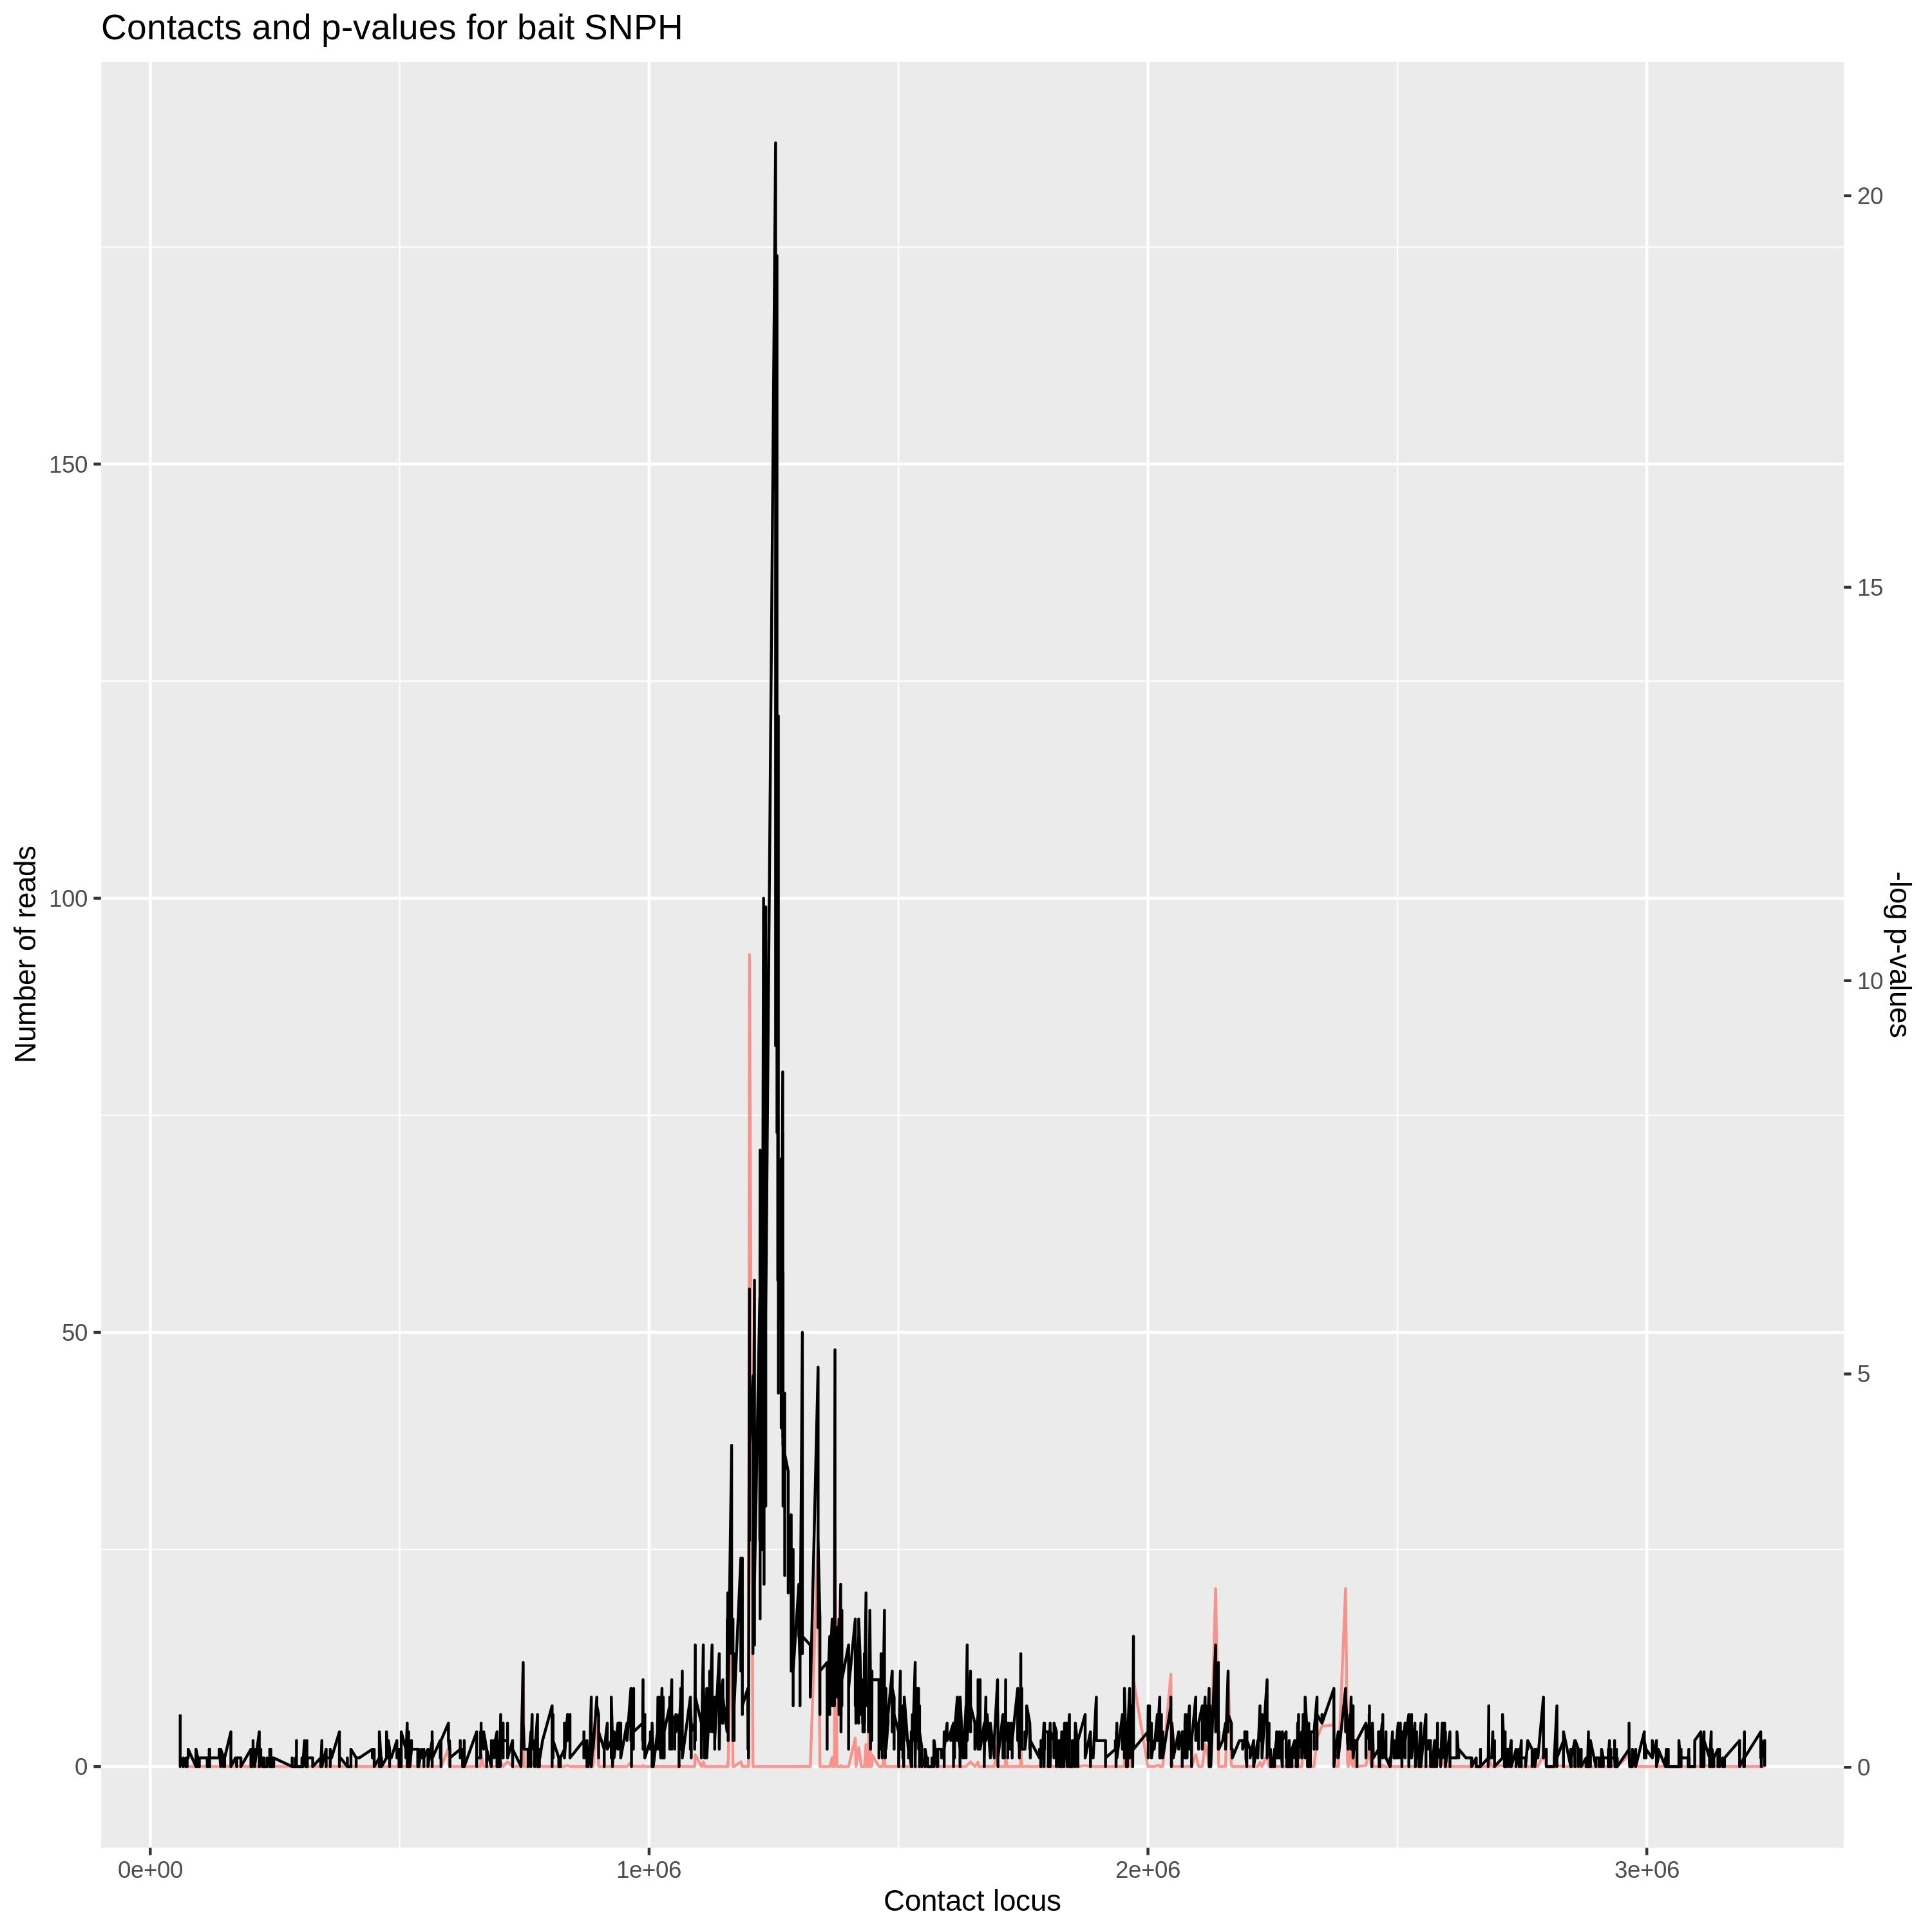 Contacts and p-values for bait SNPH
Number of reads
150
100
50
0
20
15
10
5
0
-log p-values
0e+00 1e+06 2e+06 3e+06
Contact locus